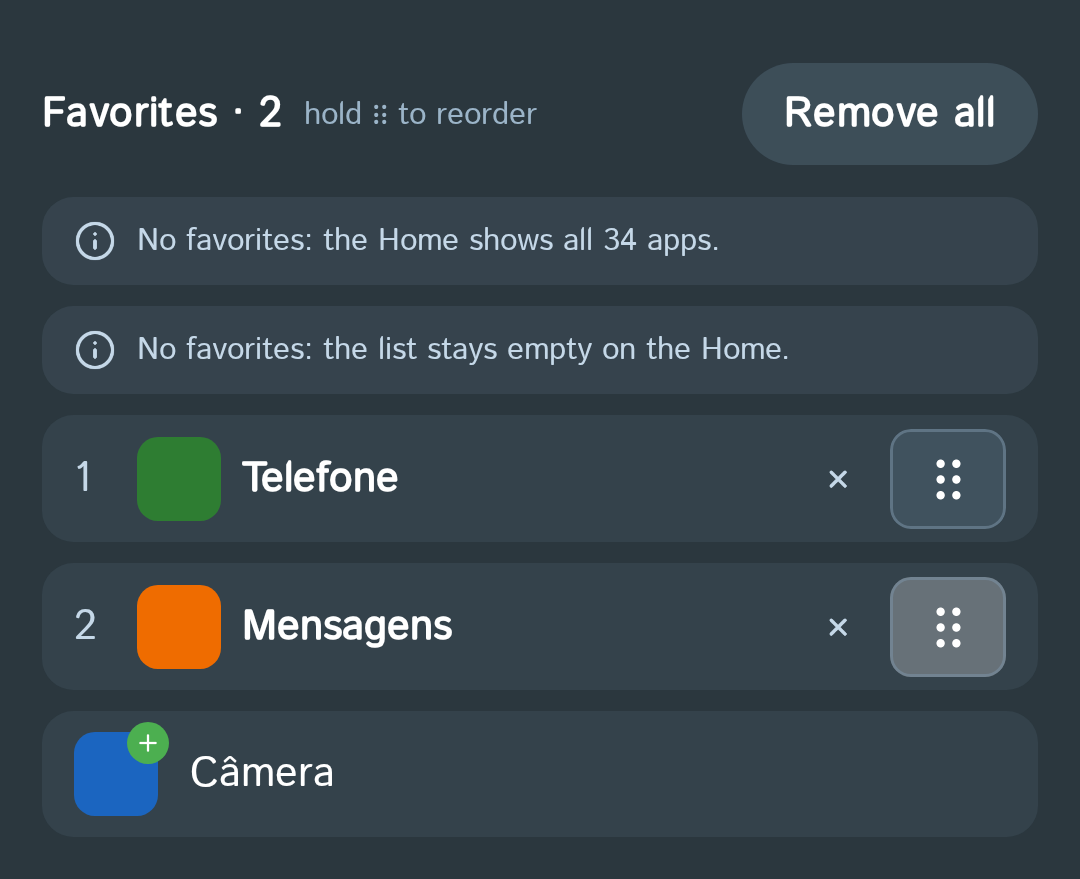 Favorites · 2 hold ⠿ to reorder
Remove all
No favorites: the Home shows all 34 apps.
No favorites: the list stays empty on the Home.
1 Telefone ×
2 Mensagens ×
+ Câmera